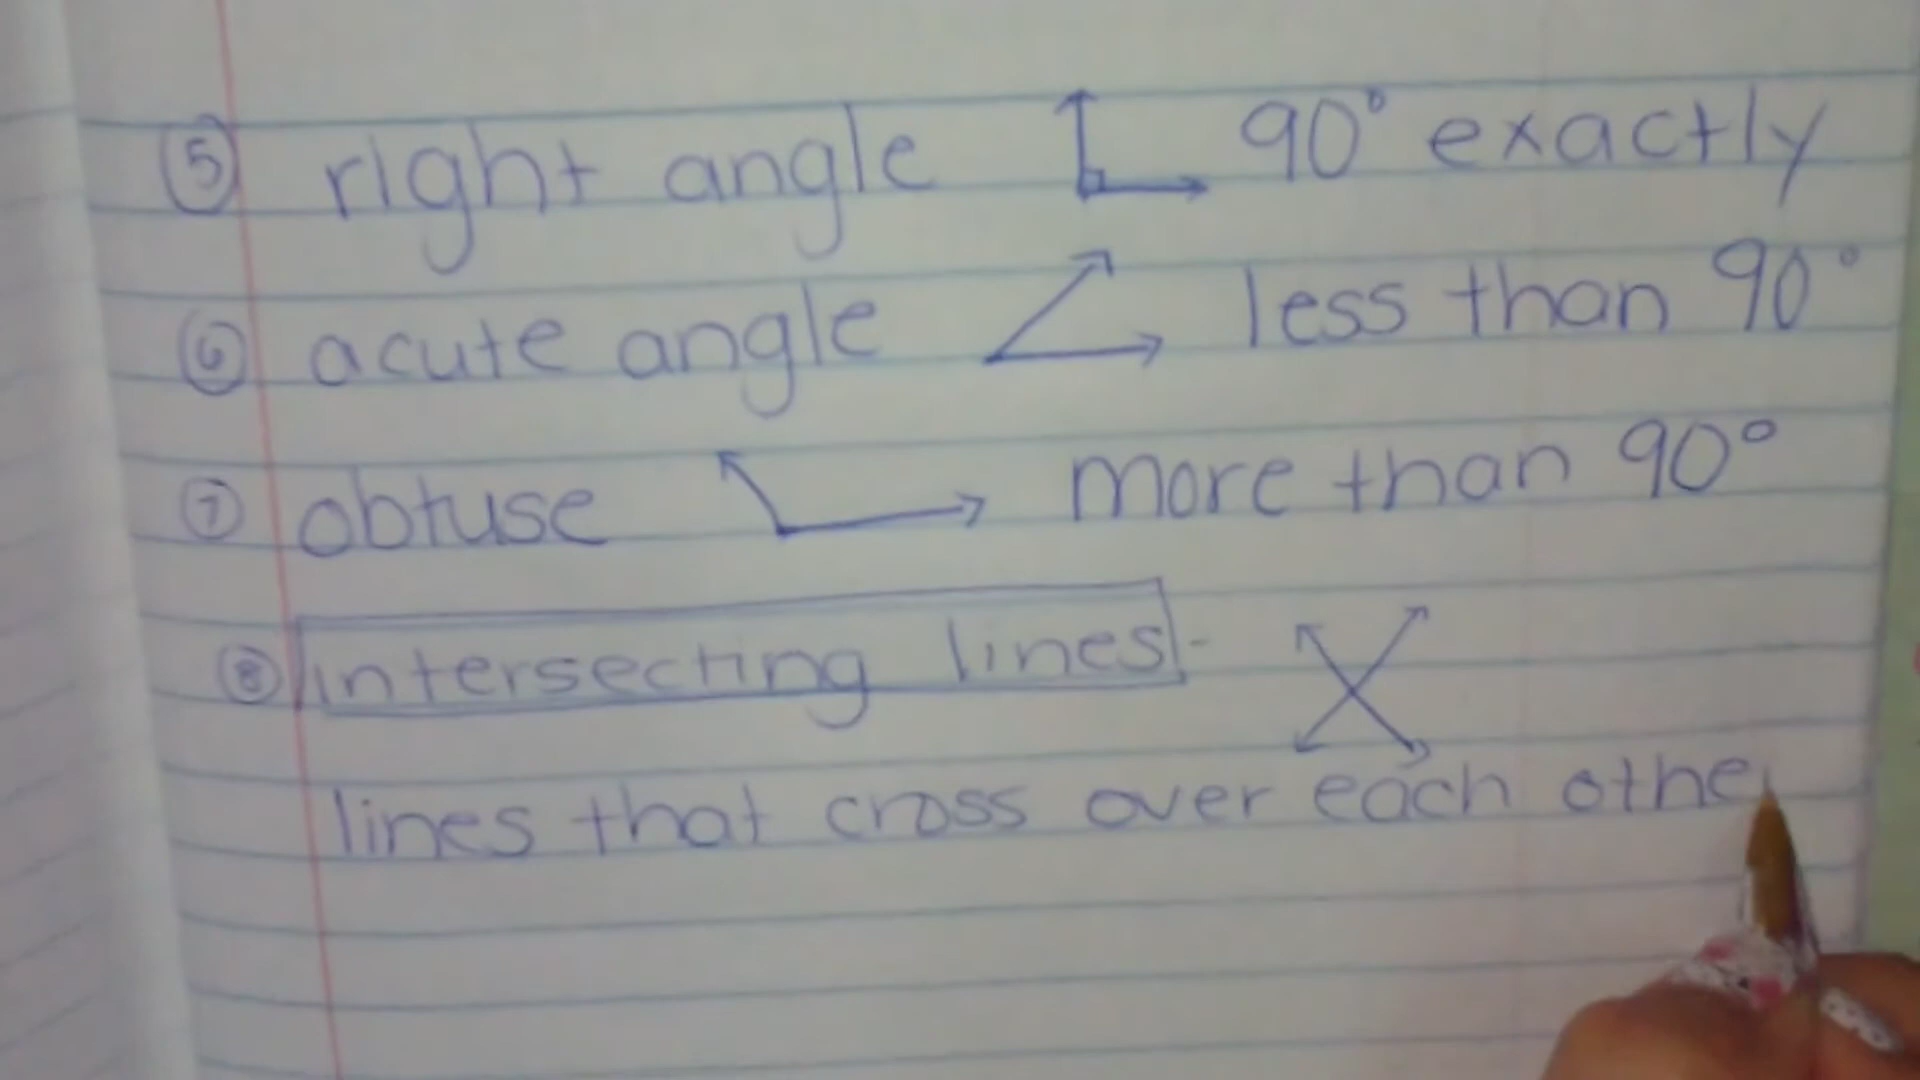 5 right angle 90° exactly
6 acute angle less than 90°
7 obtuse more than 90°
8 intersecting lines -
lines that cross over each othe